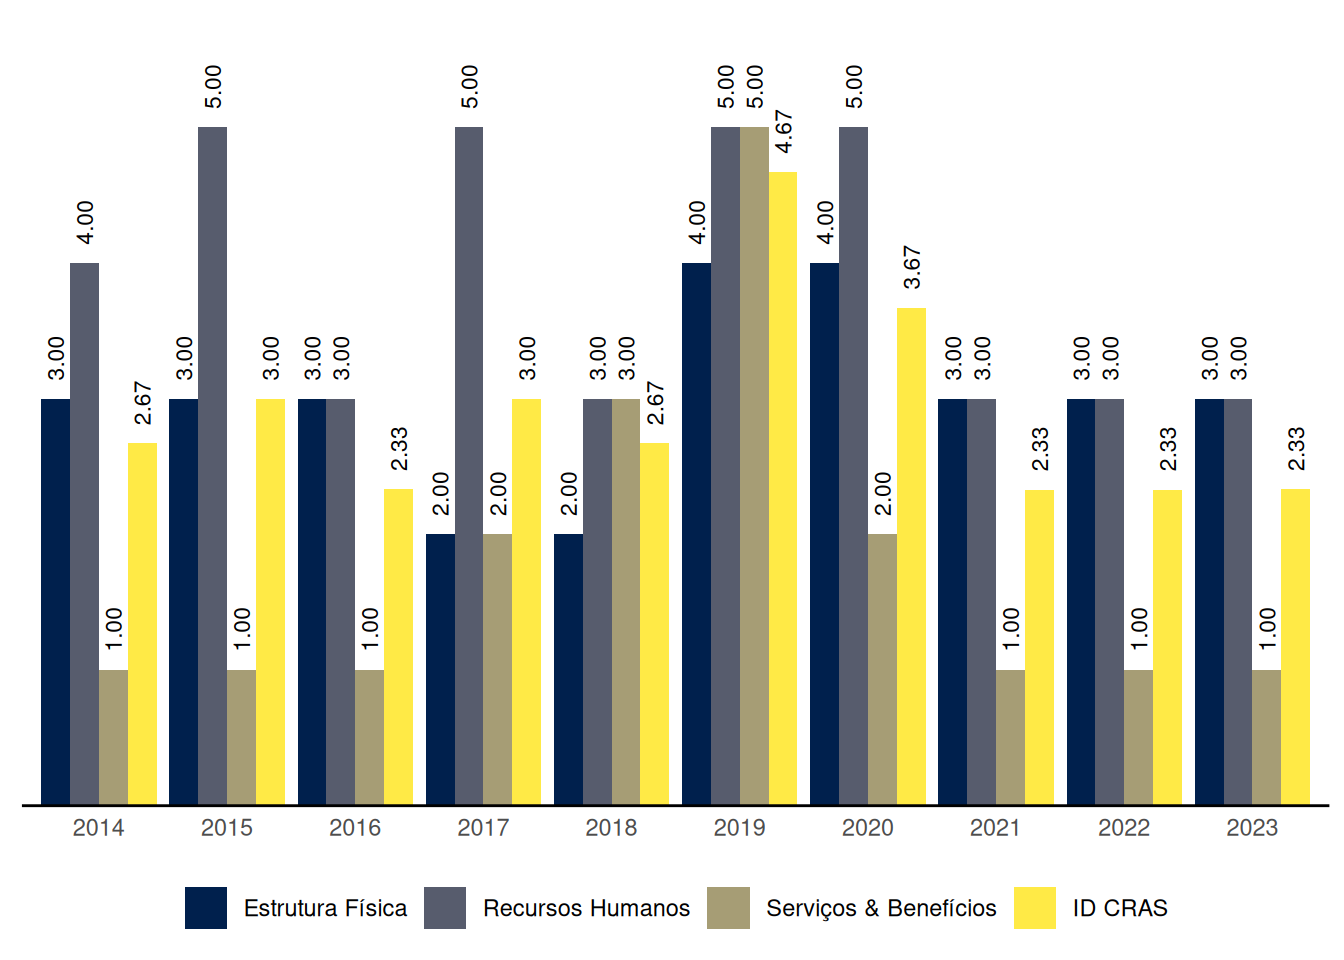 5.00 5.00 5.00 5.00 5.00
4.67
4.00 4.00 4.00
3.67
3.00 3.00 3.00 3.00 3.00 3.00 3.00 3.00 3.00 3.00 3.00 3.00 3.00 3.00
2.67 2.67
2.33 2.33 2.33 2.33
2.00 2.00 2.00 2.00
1.00 1.00 1.00 1.00 1.00 1.00
2014 2015 2016 2017 2018 2019 2020 2021 2022 2023
Estrutura Física Recursos Humanos Serviços & Benefícios ID CRAS